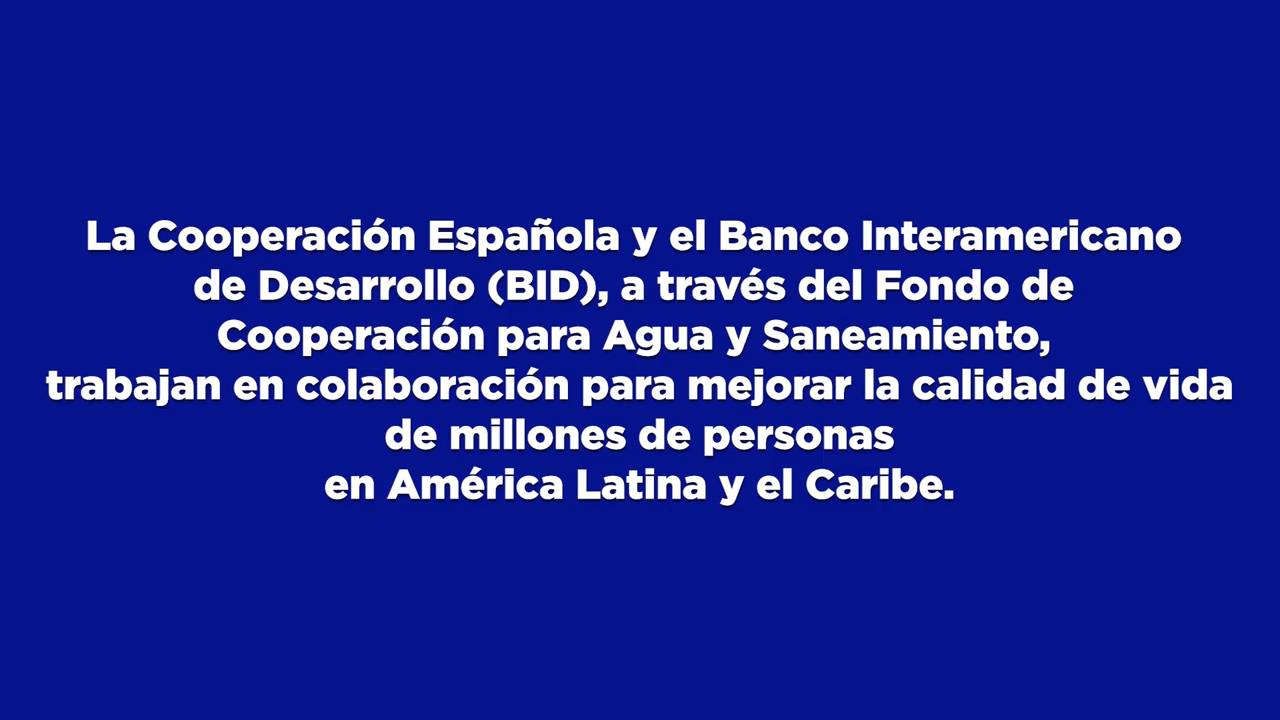 La Cooperación Española y el Banco Interamericano
de Desarrollo (BID), a través del Fondo de
Cooperación para Agua y Saneamiento,
trabajan en colaboración para mejorar la calidad de vida
de millones de personas
en América Latina y el Caribe.